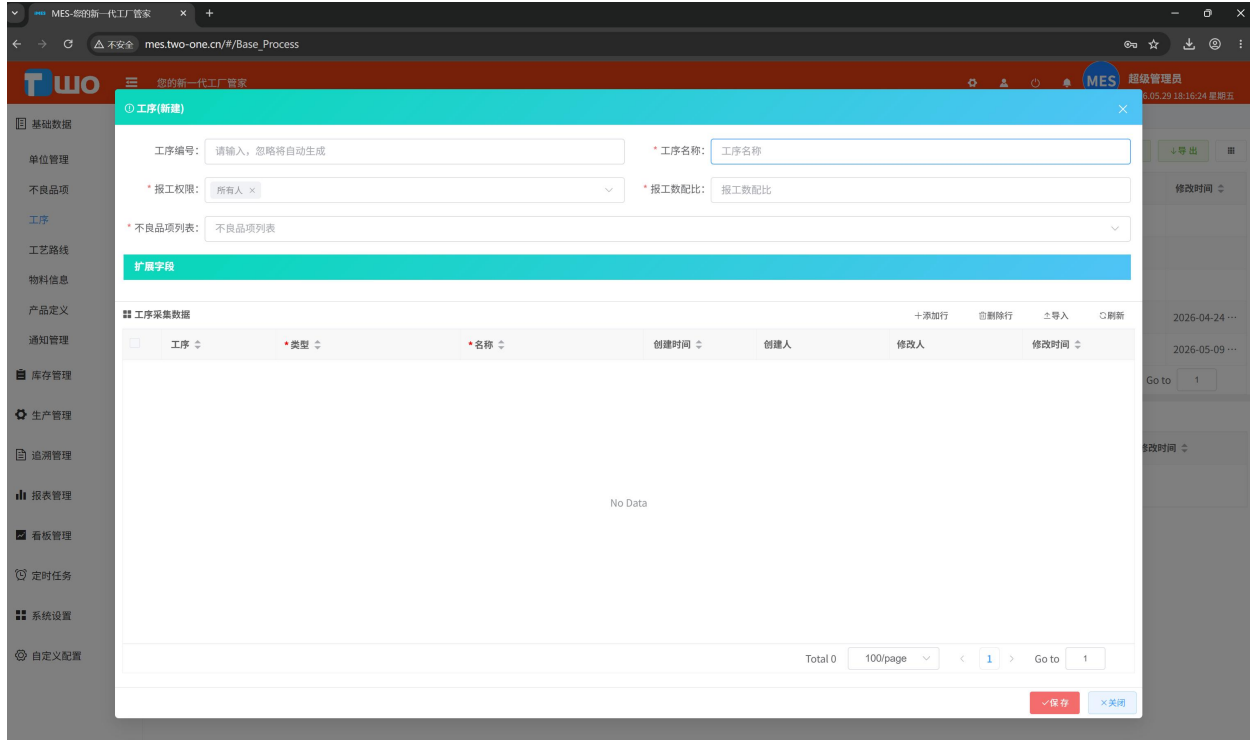 MES-您的新一代工厂管家
不安全 mes.two-one.cn/#/Base_Process
TWO 您的新一代工厂管家 MES 超级管理员
6.05.29 18:16:24 星期五
工序(新建)
基础数据
单位管理
不良品项
工序
工艺路线
物料信息
产品定义
通知管理
库存管理
生产管理
追溯管理
报表管理
看板管理
定时任务
系统设置
自定义配置
工序编号： 请输入，忽略将自动生成 * 工序名称： 工序名称
* 报工权限： 所有人 × * 报工数配比： 报工数配比
* 不良品项列表： 不良品项列表
扩展字段
工序采集数据 添加行 删除行 导入 刷新
工序 *类型 *名称 创建时间 创建人 修改人 修改时间
No Data
Total 0 100/page 1 Go to 1
保存 ×关闭
导出
修改时间
2026-04-24 ···
2026-05-09 ···
Go to 1
修改时间